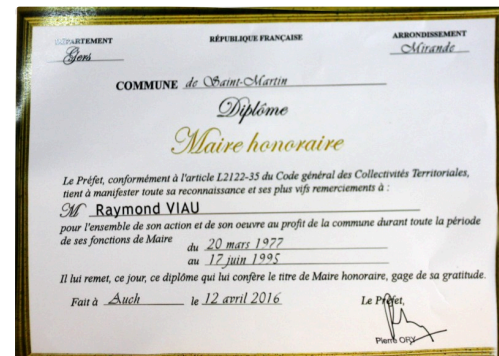 DÉPARTEMENT
Gers
RÉPUBLIQUE FRANÇAISE
ARRONDISSEMENT
Mirande
COMMUNE de Saint-Martin
Diplôme
Maire honoraire
Le Préfet, conformément à l'article L2122-35 du Code général des Collectivités Territoriales,
tient à manifester toute sa reconnaissance et ses plus vifs remerciements à :
M Raymond VIAU
pour l'ensemble de son action et de son oeuvre au profit de la commune durant toute la période
de ses fonctions de Maire du 20 mars 1977
au 17 juin 1995
Il lui remet, ce jour, ce diplôme qui lui confère le titre de Maire honoraire, gage de sa gratitude.
Fait à Auch le 12 avril 2016 Le Préfet,
Pierre ORY